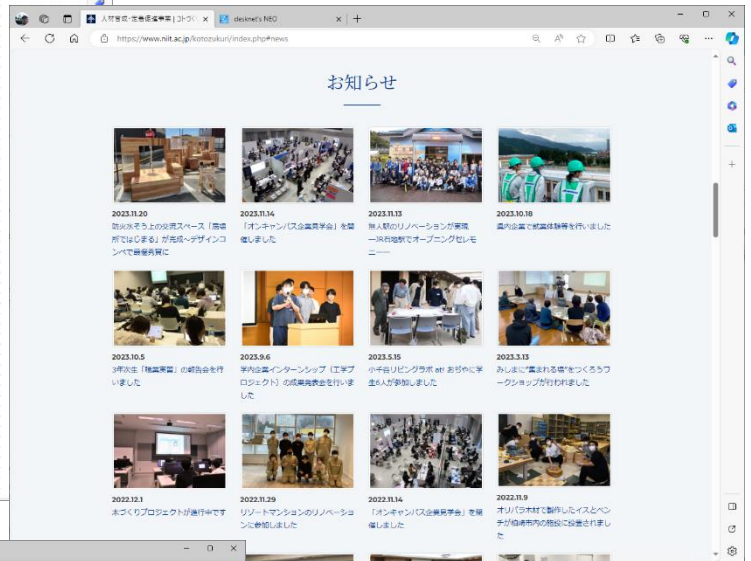 人材育成・定着促進事業 | コトづく
desknet's NEO
https://www.niit.ac.jp/kotozukuri/index.php#news
お知らせ
2023.11.20
防火水そう上の交流スペース「居場
所ではじまる」が完成~デザインコ
ンペで最優秀賞に
2023.11.14
「オンキャンパス企業見学会」を開
催しました
2023.11.13
無人駅のリノベーションが実現
―JR石地駅でオープニングセレモ
ニー―
2023.10.18
県内企業で就業体験等を行いました
2023.10.5
3年次生「職業実習」の報告会を行
いました
2023.9.6
学内企業インターンシップ(工学プ
ロジェクト)の成果発表会を行いま
した
2023.5.15
小千谷リビングラボ at! おぢやに学
生6人が参加しました
2023.3.13
みしまに"集まれる場"をつくろうワ
ークショップが行われました
2022.12.1
木づくりプロジェクトが進行中です
2022.11.29
リゾートマンションのリノベーショ
ンに参加しました
2022.11.14
「オンキャンパス企業見学会」を開
催しました
2022.11.9
オリパラ木材で製作したイスとベン
チが柏崎市内の施設に設置されまし
た